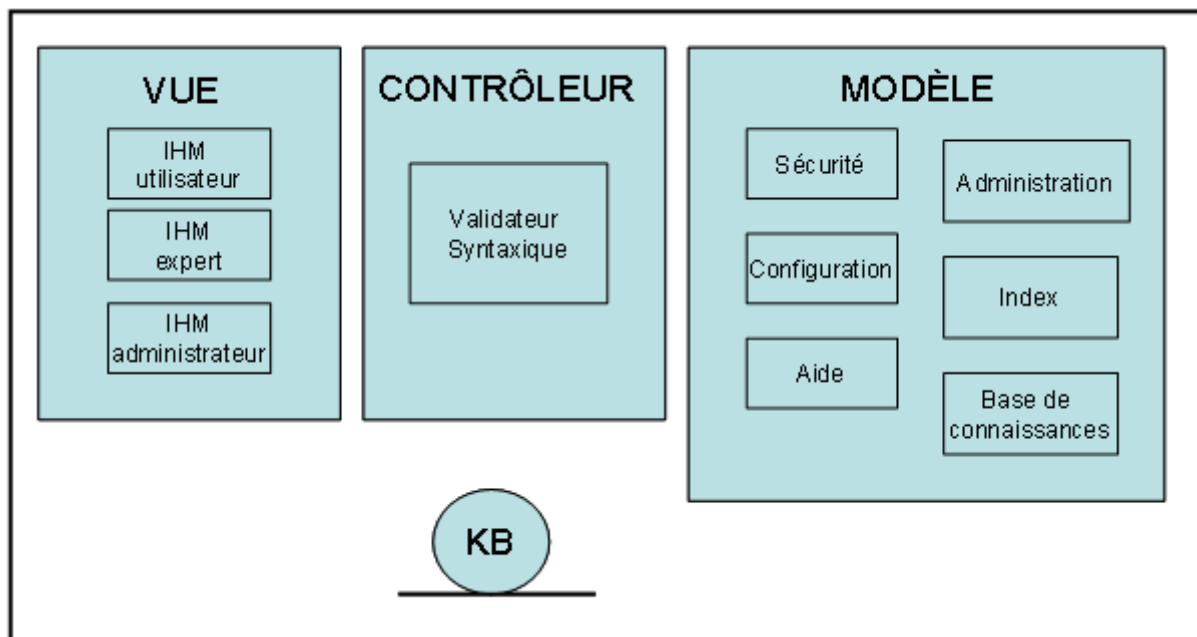 VUE
IHM
utilisateur
IHM
expert
IHM
administrateur
CONTRÔLEUR
Validateur
Syntaxique
MODÈLE
Sécurité
Configuration
Aide
Administration
Index
Base de
connaissances
KB